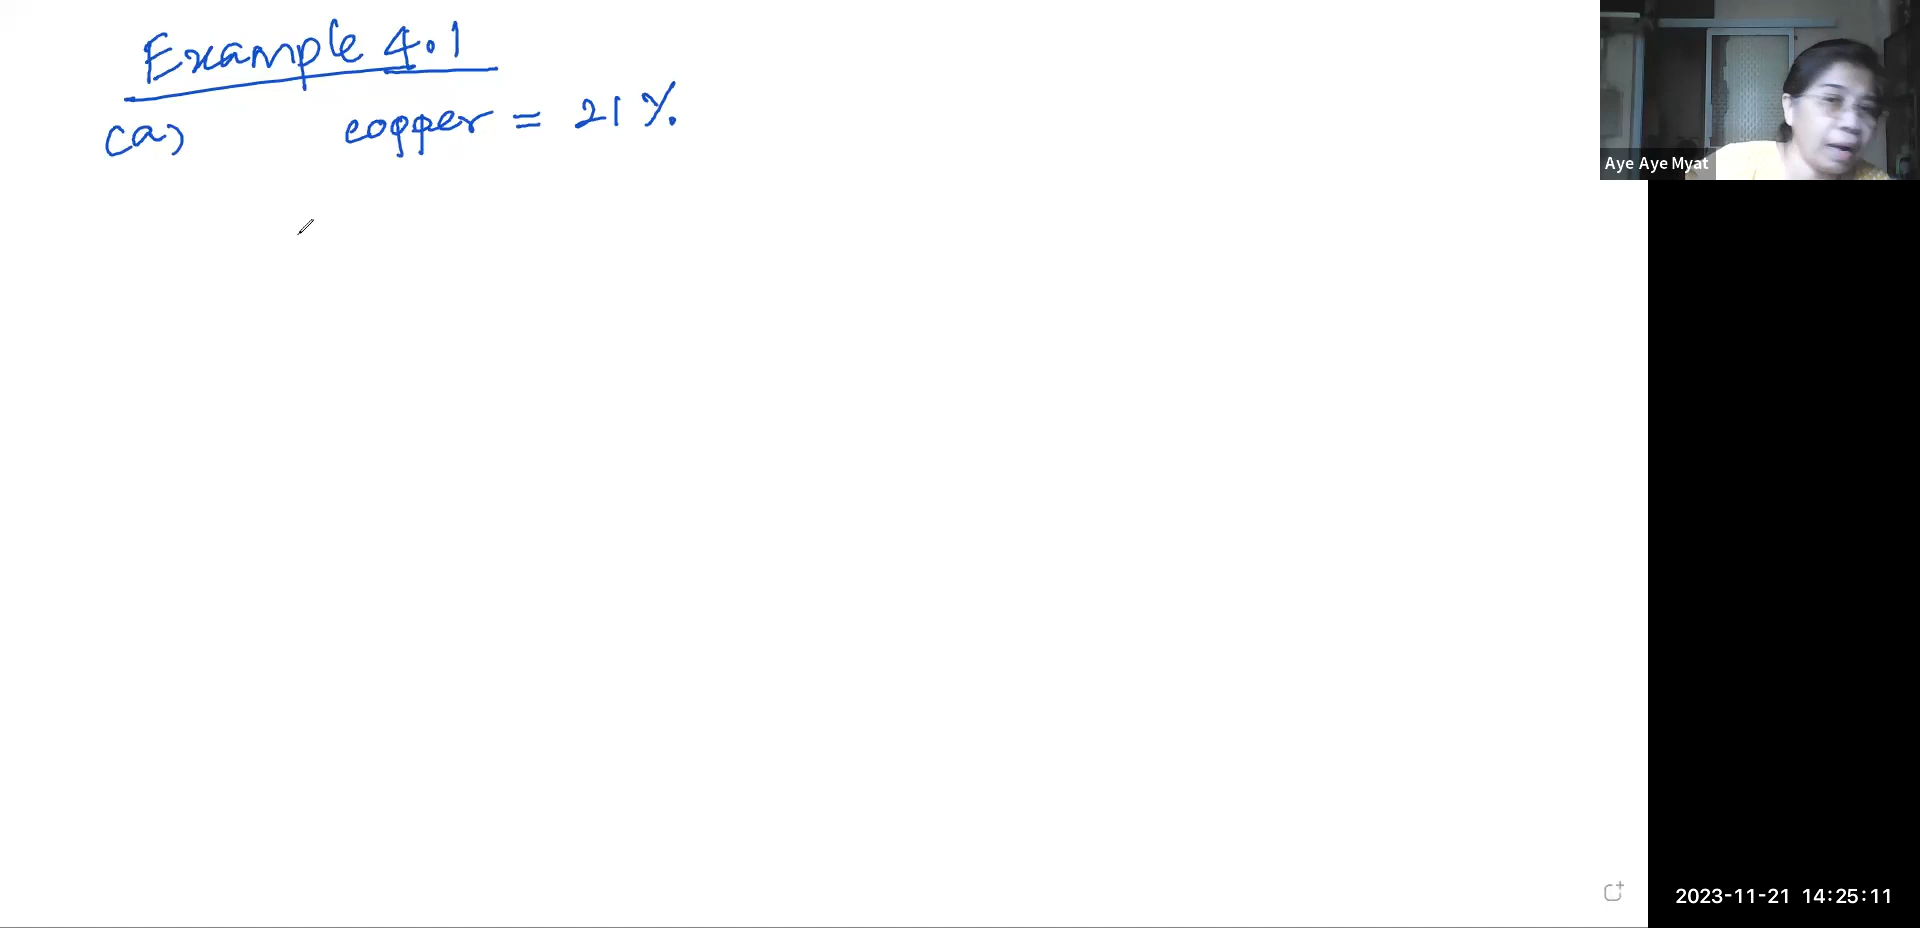 Example 4.1
(a) copper = 21 %
Aye Aye Myat
2023-11-21 14:25:11